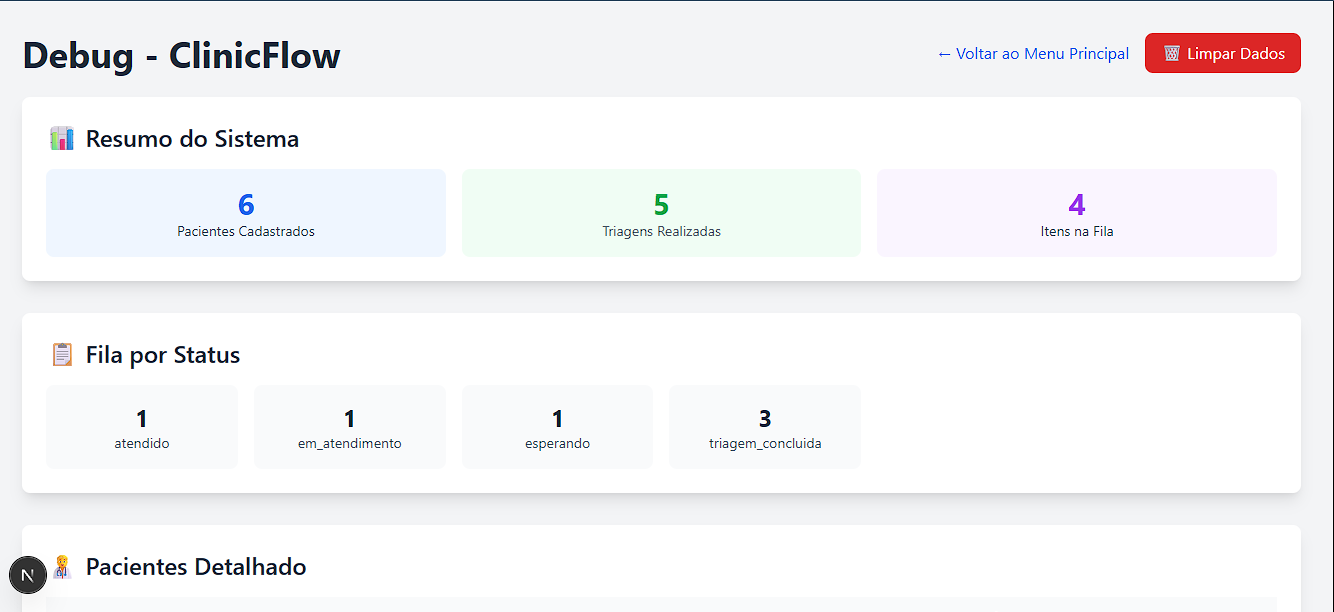 Debug - ClinicFlow
← Voltar ao Menu Principal
Limpar Dados
Resumo do Sistema
6
Pacientes Cadastrados
5
Triagens Realizadas
4
Itens na Fila
Fila por Status
1
atendido
1
em_atendimento
1
esperando
3
triagem_concluida
Pacientes Detalhado
N